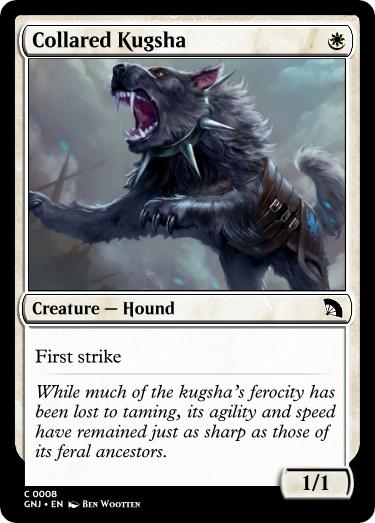 Collared Kugsha
Creature — Hound
First strike
While much of the kugsha's ferocity has
been lost to taming, its agility and speed
have remained just as sharp as those of
its feral ancestors.
1/1
C 0008
GNJ • EN Ben Wootten